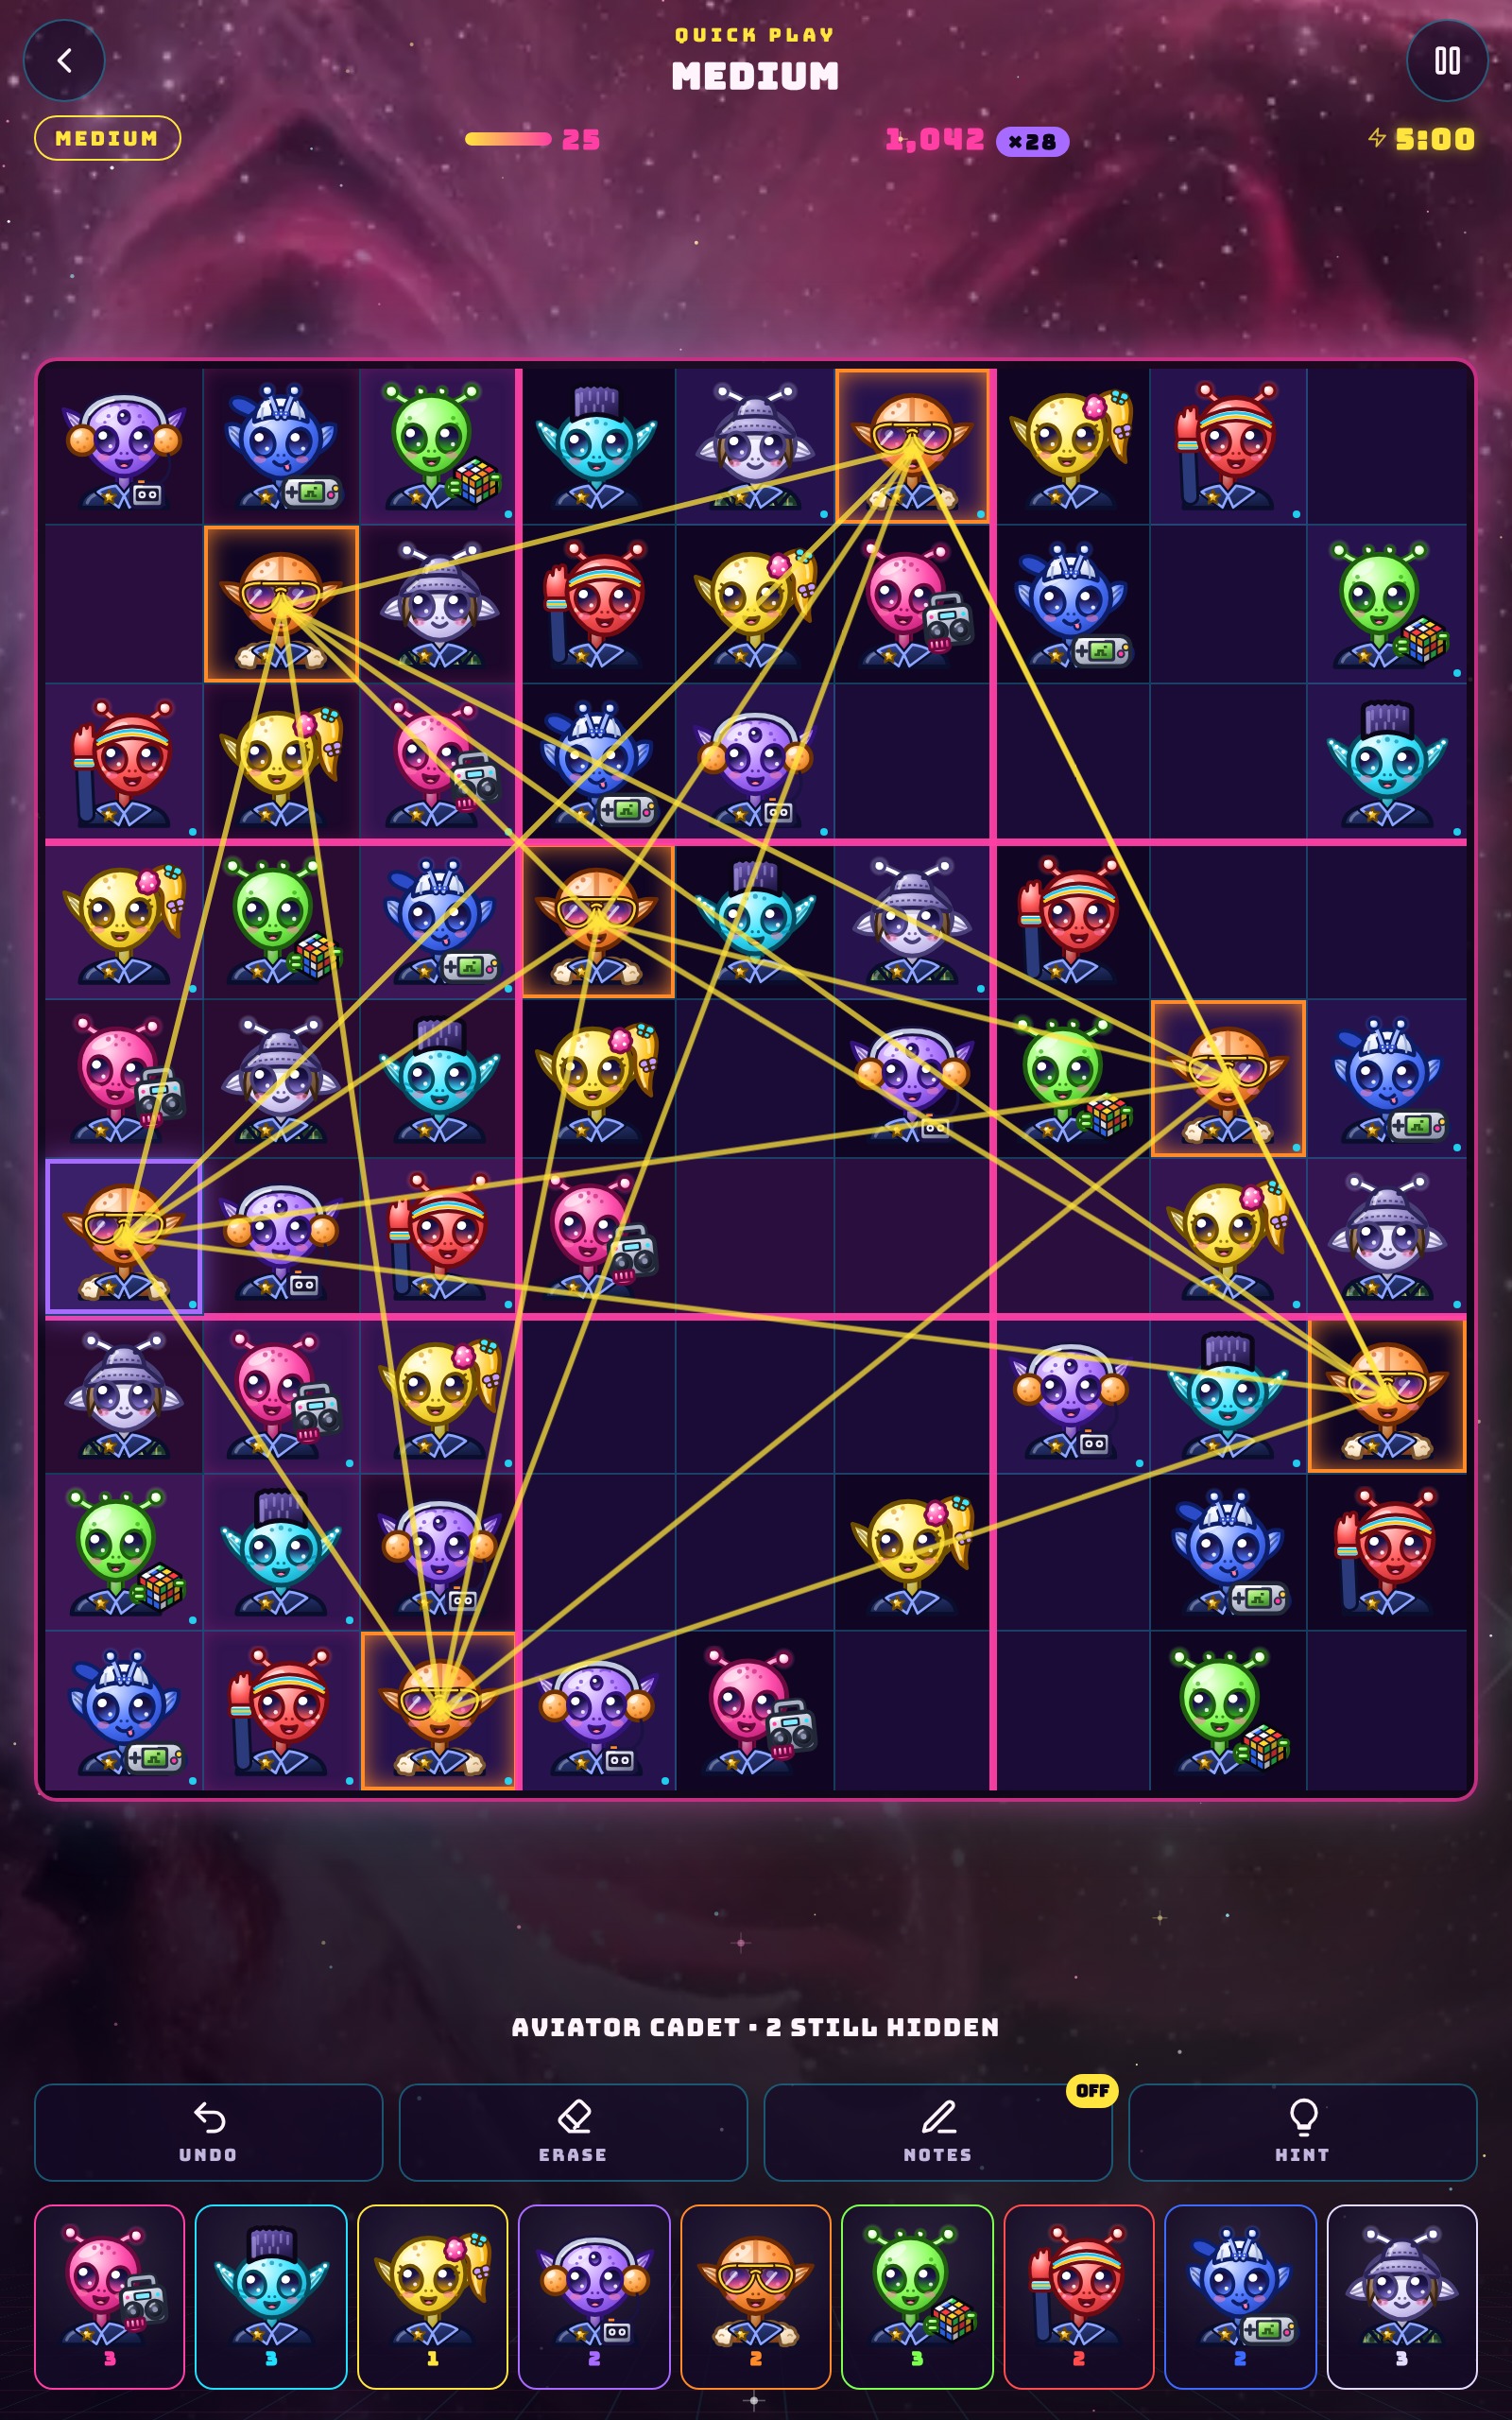 QUICK PLAY
MEDIUM
MEDIUM
25
1,042 ×28
5:00
AVIATOR CADET · 2 STILL HIDDEN
UNDO
ERASE
OFF
NOTES
HINT
3
3
1
2
2
3
2
2
3